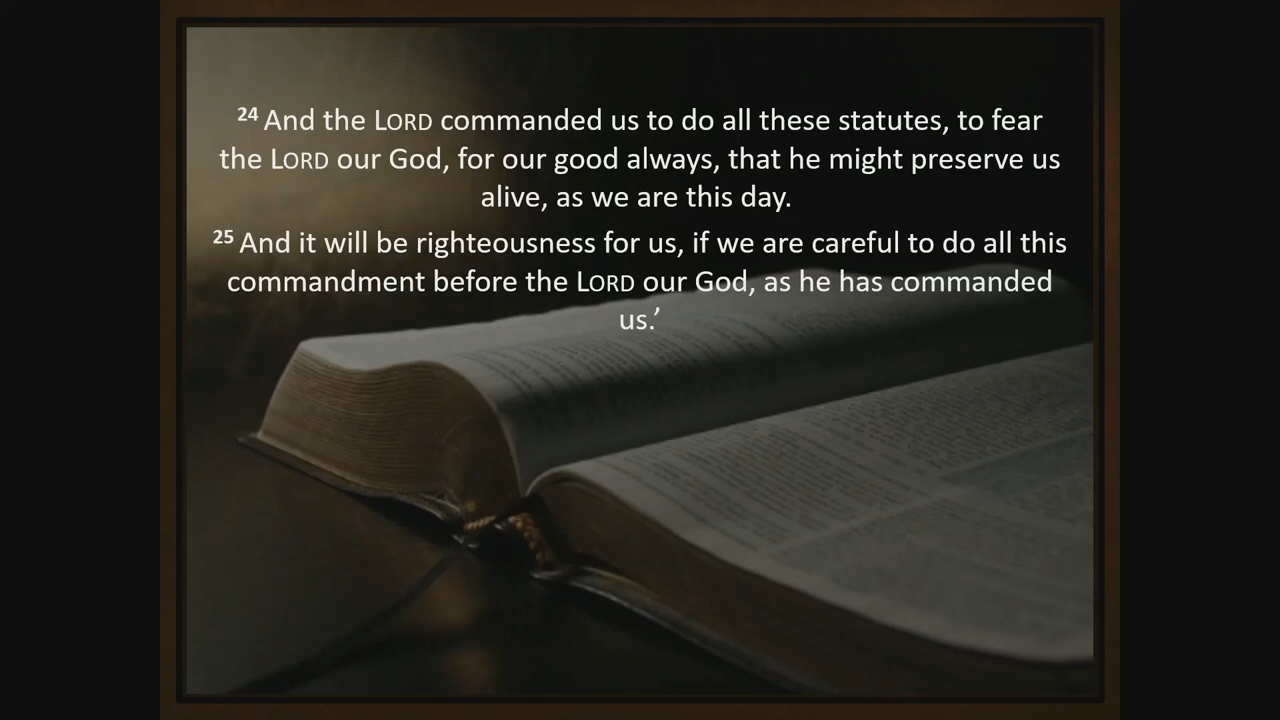 24 And the LORD commanded us to do all these statutes, to fear
the LORD our God, for our good always, that he might preserve us
alive, as we are this day.
25 And it will be righteousness for us, if we are careful to do all this
commandment before the LORD our God, as he has commanded
us.’